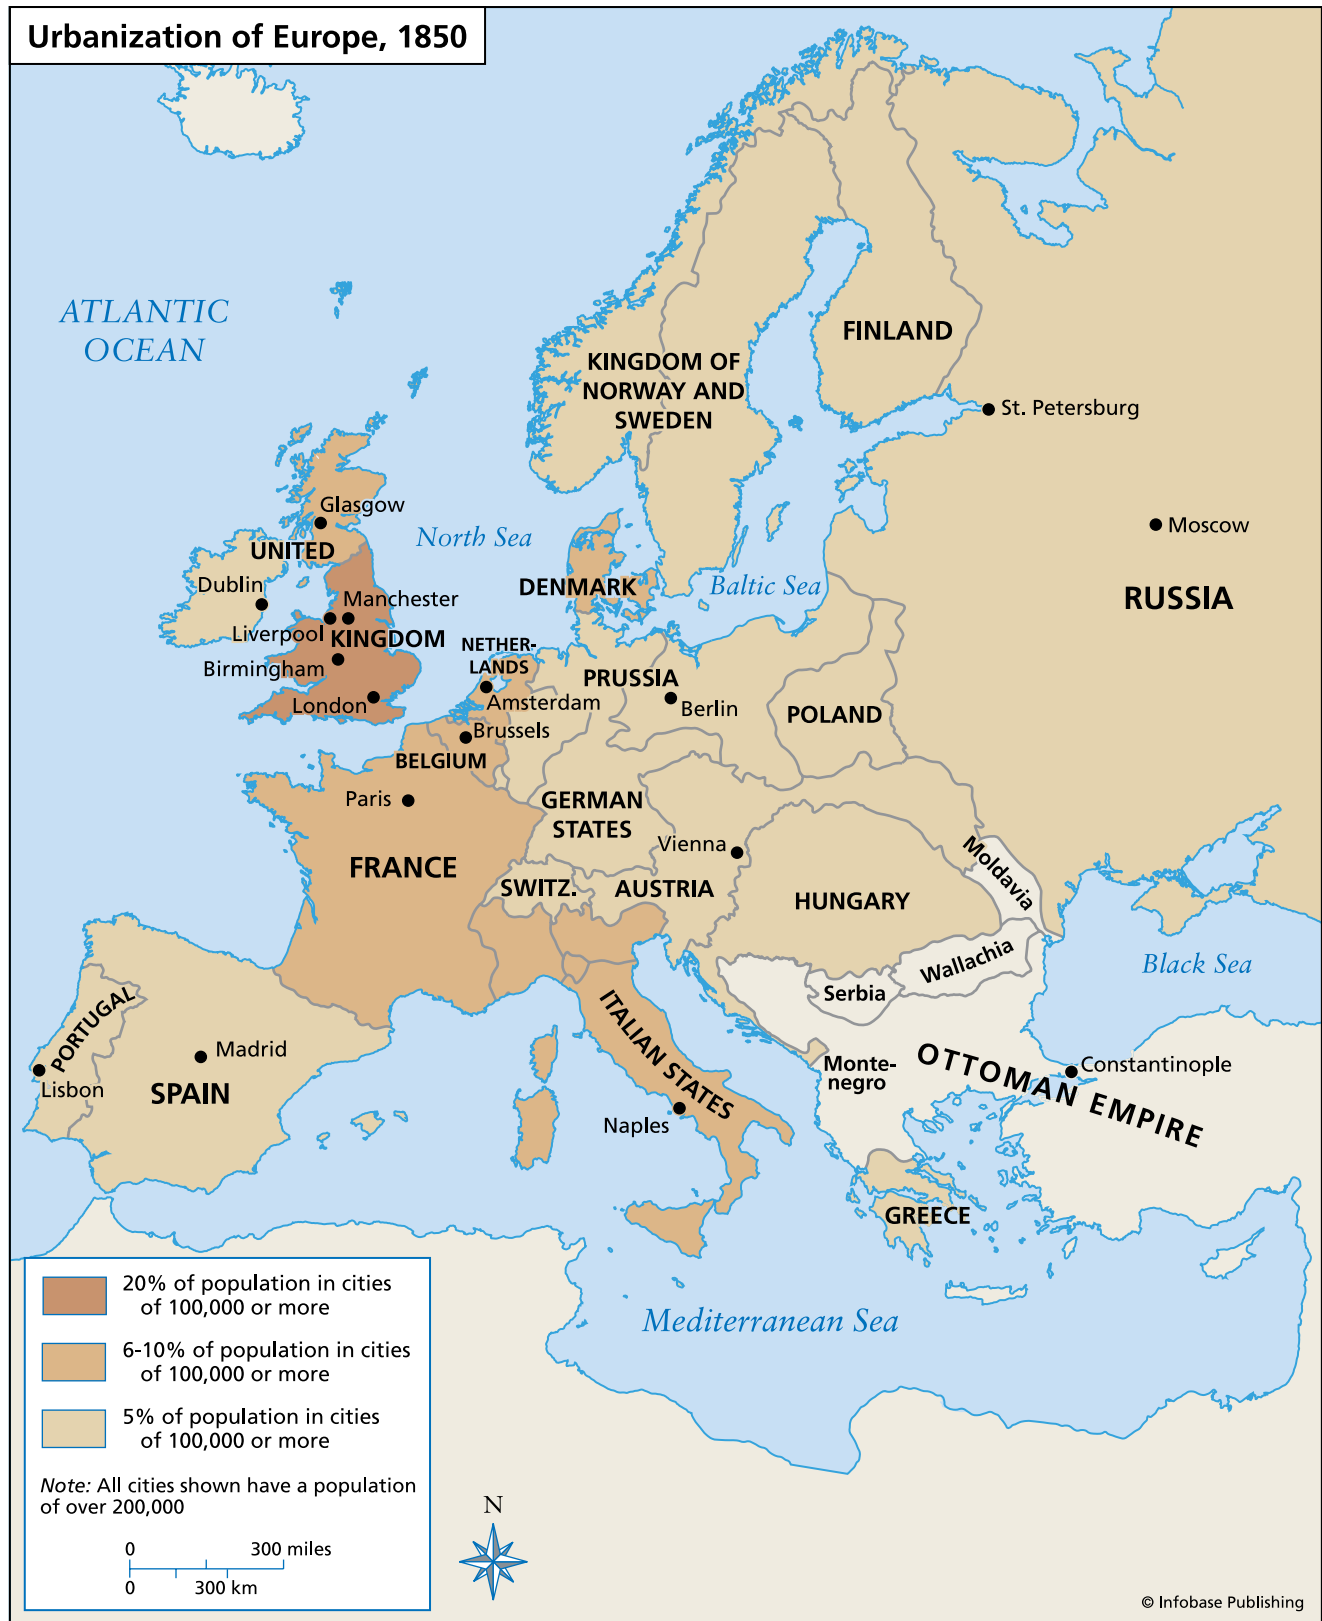 Urbanization of Europe, 1850
ATLANTIC
OCEAN
FINLAND
KINGDOM OF
NORWAY AND
SWEDEN
St. Petersburg
Glasgow
North Sea
Moscow
UNITED
Dublin
DENMARK
Baltic Sea
RUSSIA
Manchester
Liverpool
KINGDOM
NETHER-
LANDS
Birmingham
PRUSSIA
London
Amsterdam
Berlin
POLAND
Brussels
BELGIUM
Paris
GERMAN
STATES
Vienna
Moldavia
FRANCE
SWITZ.
AUSTRIA
HUNGARY
Wallachia
Black Sea
Serbia
PORTUGAL
ITALIAN STATES
Madrid
Monte-
negro
OTTOMAN EMPIRE
Constantinople
Lisbon
SPAIN
Naples
GREECE
Mediterranean Sea
20% of population in cities
of 100,000 or more
6-10% of population in cities
of 100,000 or more
5% of population in cities
of 100,000 or more
Note: All cities shown have a population
of over 200,000
0 300 miles
0 300 km
N
© Infobase Publishing